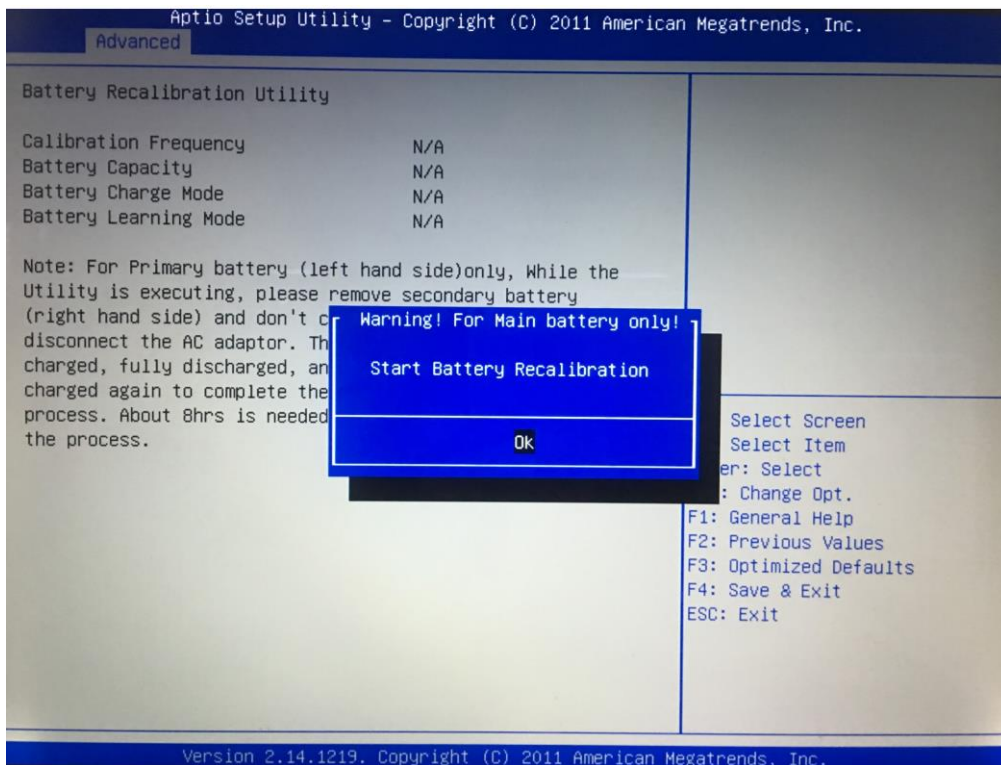 Aptio Setup Utility – Copyright (C) 2011 American Megatrends, Inc.
Advanced
Battery Recalibration Utility
Calibration Frequency N/A
Battery Capacity N/A
Battery Charge Mode N/A
Battery Learning Mode N/A
Note: For Primary battery (left hand side)only, While the
Utility is executing, please remove secondary battery
(right hand side) and don't
disconnect the AC adaptor.
charged, fully discharged,
charged again to complete the
process. About 8hrs is needed
the process.
Warning! For Main battery only!
Start Battery Recalibration
Ok
Select Screen
Select Item
er: Select
: Change Opt.
F1: General Help
F2: Previous Values
F3: Optimized Defaults
F4: Save & Exit
ESC: Exit
Version 2.14.1219. Copyright (C) 2011 American Megatrends, Inc.